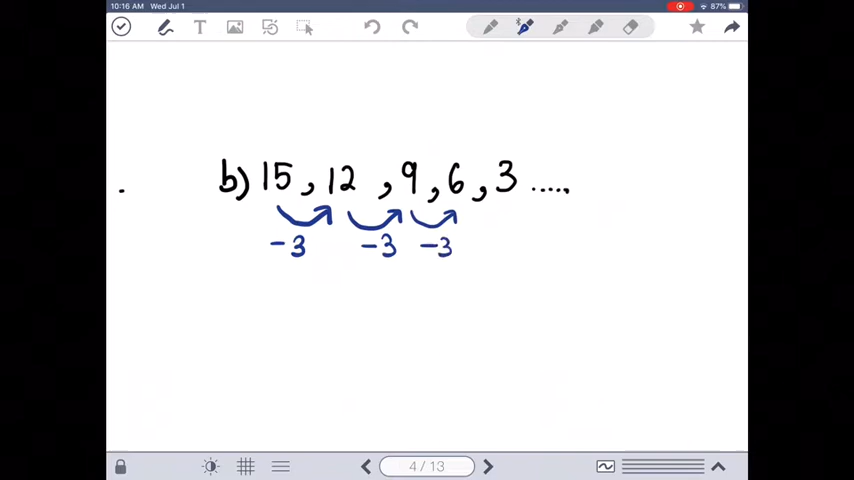 10:16 AM Wed Jul 1 87%
T
b) 15 , 12 , 9 , 6 , 3 .....
-3 -3 -3
4 / 13